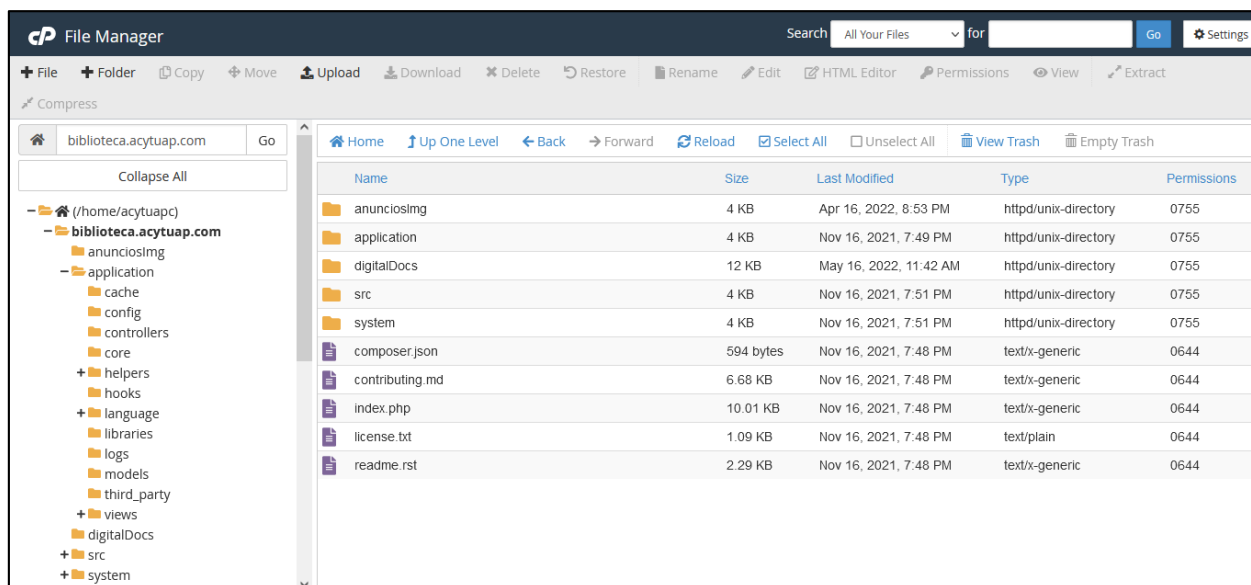 cP File Manager Search All Your Files for Go Settings
+ File + Folder Copy Move Upload Download Delete Restore Rename Edit HTML Editor Permissions View Extract
Compress
biblioteca.acytuap.com Go
Collapse All
(/home/acytuapc)
biblioteca.acytuap.com
anunciosImg
application
cache
config
controllers
core
helpers
hooks
language
libraries
logs
models
third_party
views
digitalDocs
src
system
Home Up One Level Back Forward Reload Select All Unselect All View Trash Empty Trash
Name Size Last Modified Type Permissions
anunciosImg 4 KB Apr 16, 2022, 8:53 PM httpd/unix-directory 0755
application 4 KB Nov 16, 2021, 7:49 PM httpd/unix-directory 0755
digitalDocs 12 KB May 16, 2022, 11:42 AM httpd/unix-directory 0755
src 4 KB Nov 16, 2021, 7:51 PM httpd/unix-directory 0755
system 4 KB Nov 16, 2021, 7:51 PM httpd/unix-directory 0755
composer.json 594 bytes Nov 16, 2021, 7:48 PM text/x-generic 0644
contributing.md 6.68 KB Nov 16, 2021, 7:48 PM text/x-generic 0644
index.php 10.01 KB Nov 16, 2021, 7:48 PM text/x-generic 0644
license.txt 1.09 KB Nov 16, 2021, 7:48 PM text/plain 0644
readme.rst 2.29 KB Nov 16, 2021, 7:48 PM text/x-generic 0644